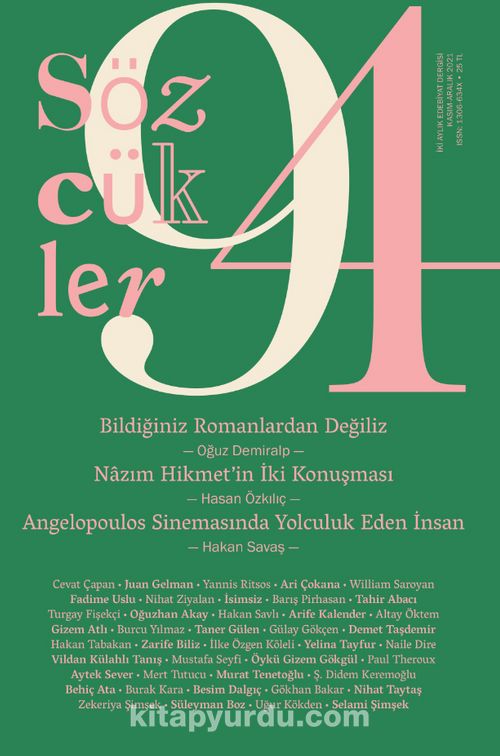 Söz
cük
ler
94
İKİ AYLIK EDEBİYAT DERGİSİ
KASIM-ARALIK 2021
ISSN: 1306-634X • 25 TL
Bildiğiniz Romanlardan Değiliz
— Oğuz Demiralp —
Nâzım Hikmet'in İki Konuşması
— Hasan Özkılıç —
Angelopoulos Sinemasında Yolculuk Eden İnsan
— Hakan Savaş —
Cevat Çapan • Juan Gelman • Yannis Ritsos • Ari Çokana • William Saroyan
Fadime Uslu • Nihat Ziyalan • İsimsiz • Barış Pirhasan • Tahir Abacı
Turgay Fişekçi • Oğuzhan Akay • Hakan Savlı • Arife Kalender • Altay Öktem
Gizem Atlı • Burcu Yılmaz • Taner Gülen • Gülay Gökçen • Demet Taşdemir
Hakan Tabakan • Zarife Biliz • İlke Özgen Köleli • Yelina Tayfur • Naile Dire
Vildan Külahlı Tanış • Mustafa Seyfi • Öykü Gizem Gökgül • Paul Theroux
Aytek Sever • Mert Tutucu • Murat Tenetoğlu • Ş. Didem Keremoğlu
Behiç Ata • Burak Kara • Besim Dalgıç • Gökhan Bakar • Nihat Taytaş
Zekeriya Şimşek • Süleyman Boz • Uğur Kökden • Selami Şimşek
kitapyurdu.com